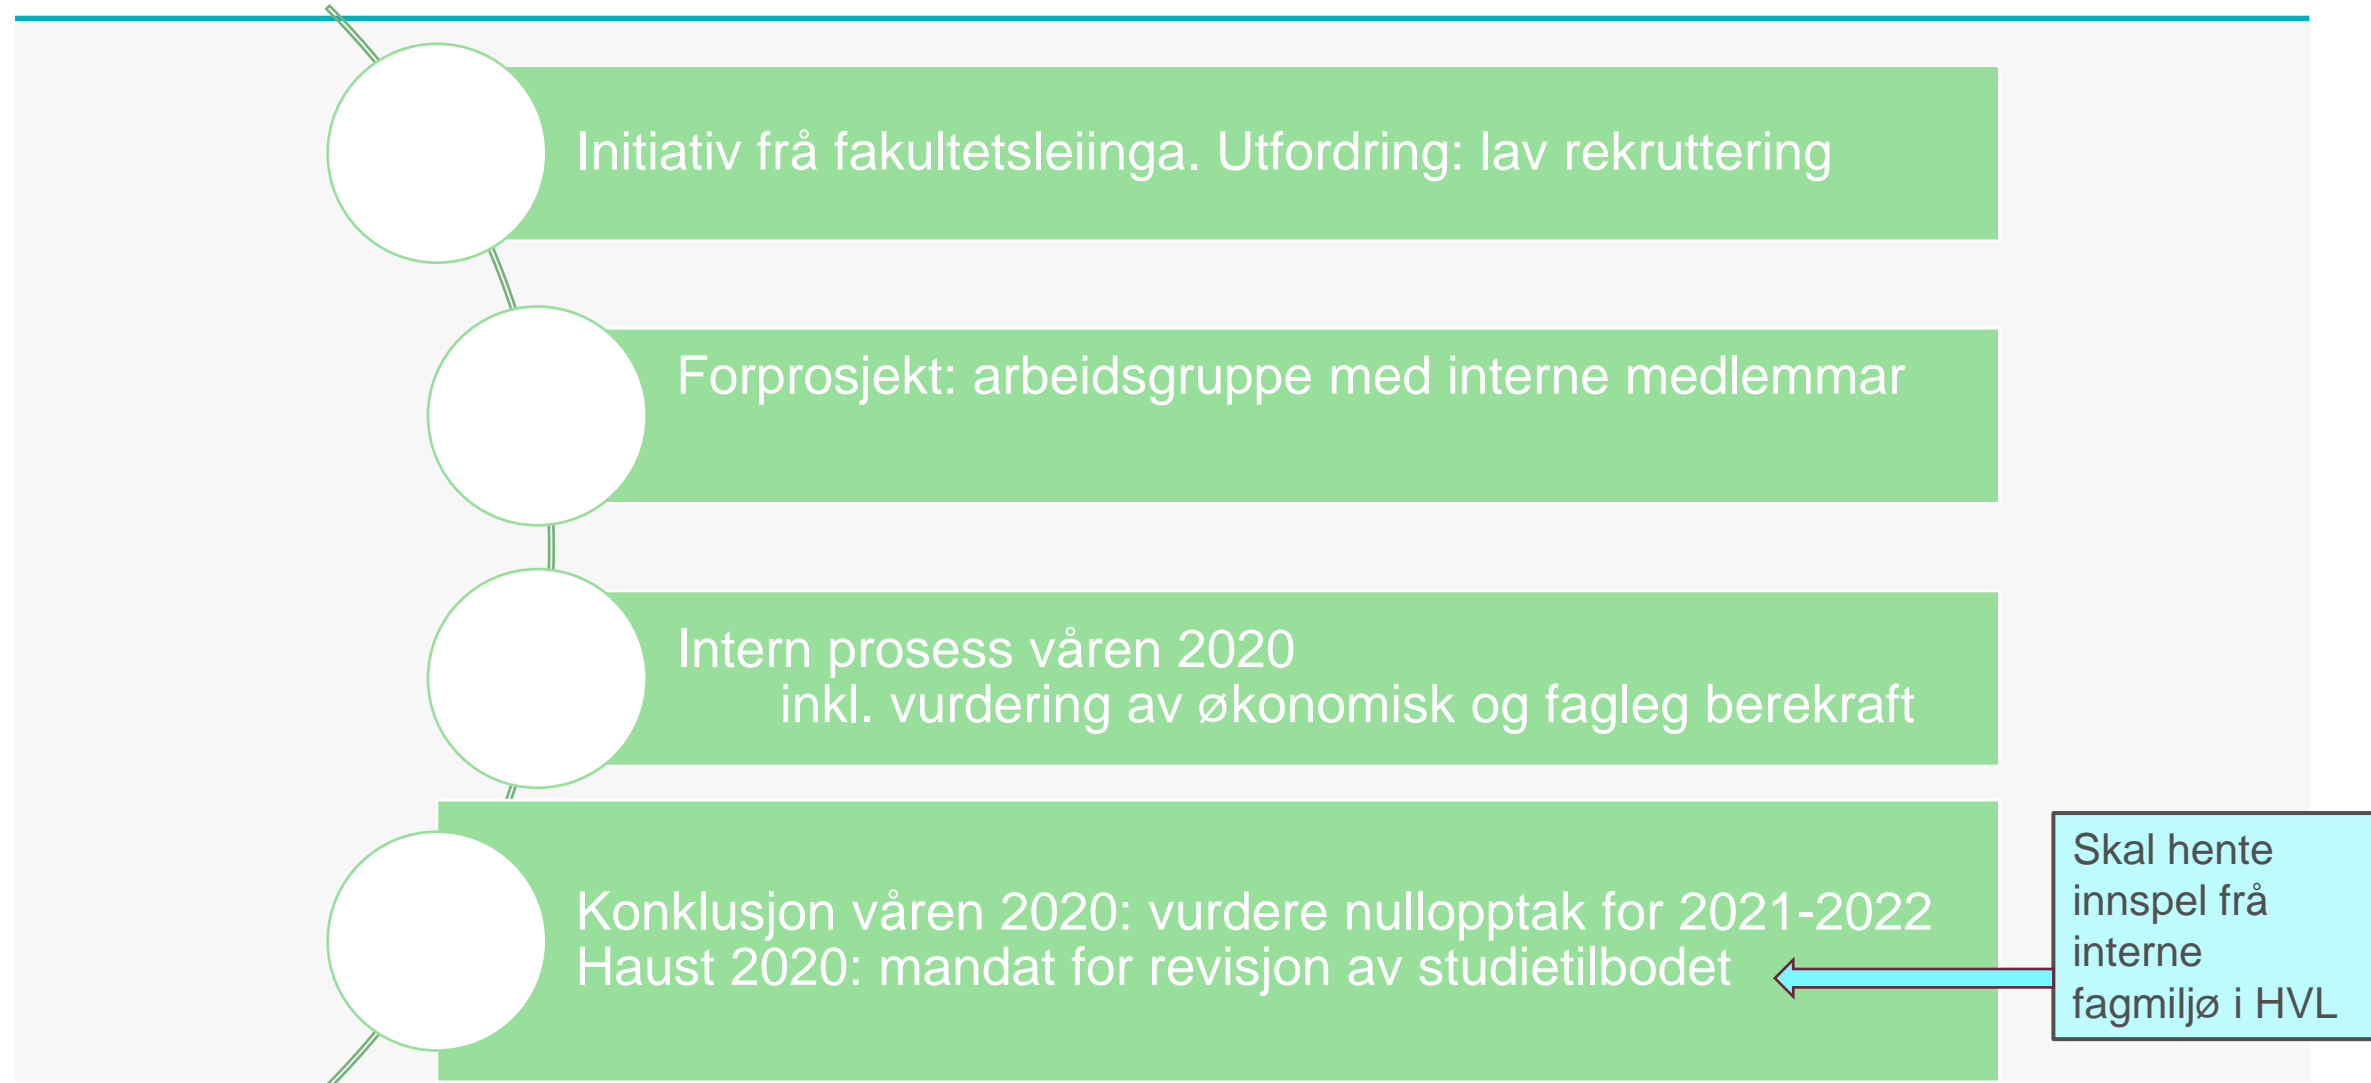 Initiativ frå fakultetsleiinga. Utfordring: lav rekruttering
Forprosjekt: arbeidsgruppe med interne medlemmar
Intern prosess våren 2020
inkl. vurdering av økonomisk og fagleg berekraft
Konklusjon våren 2020: vurdere nullopptak for 2021-2022
Haust 2020: mandat for revisjon av studietilbodet
Skal hente
innspel frå
interne
fagmiljø i HVL